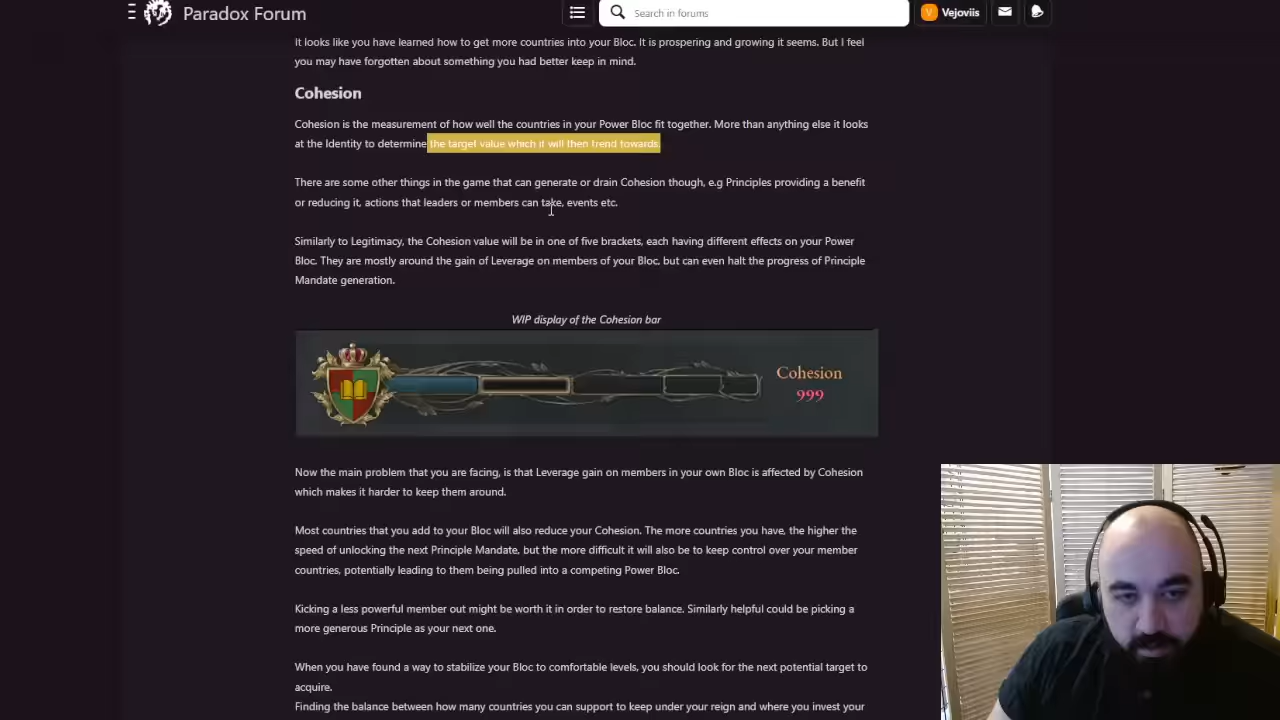 Paradox Forum
Search in forums
V
Vejoviis
It looks like you have learned how to get more countries into your Bloc. It is prospering and growing it seems. But I feel
you may have forgotten about something you had better keep in mind.
Cohesion
Cohesion is the measurement of how well the countries in your Power Bloc fit together. More than anything else it looks
at the Identity to determine the target value which it will then trend towards.
There are some other things in the game that can generate or drain Cohesion though, e.g Principles providing a benefit
or reducing it, actions that leaders or members can take, events etc.
Similarly to Legitimacy, the Cohesion value will be in one of five brackets, each having different effects on your Power
Bloc. They are mostly around the gain of Leverage on members of your Bloc, but can even halt the progress of Principle
Mandate generation.
WIP display of the Cohesion bar
Cohesion
999
Now the main problem that you are facing, is that Leverage gain on members in your own Bloc is affected by Cohesion
which makes it harder to keep them around.
Most countries that you add to your Bloc will also reduce your Cohesion. The more countries you have, the higher the
speed of unlocking the next Principle Mandate, but the more difficult it will also be to keep control over your member
countries, potentially leading to them being pulled into a competing Power Bloc.
Kicking a less powerful member out might be worth it in order to restore balance. Similarly helpful could be picking a
more generous Principle as your next one.
When you have found a way to stabilize your Bloc to comfortable levels, you should look for the next potential target to
acquire.
Finding the balance between how many countries you can support to keep under your reign and where you invest your